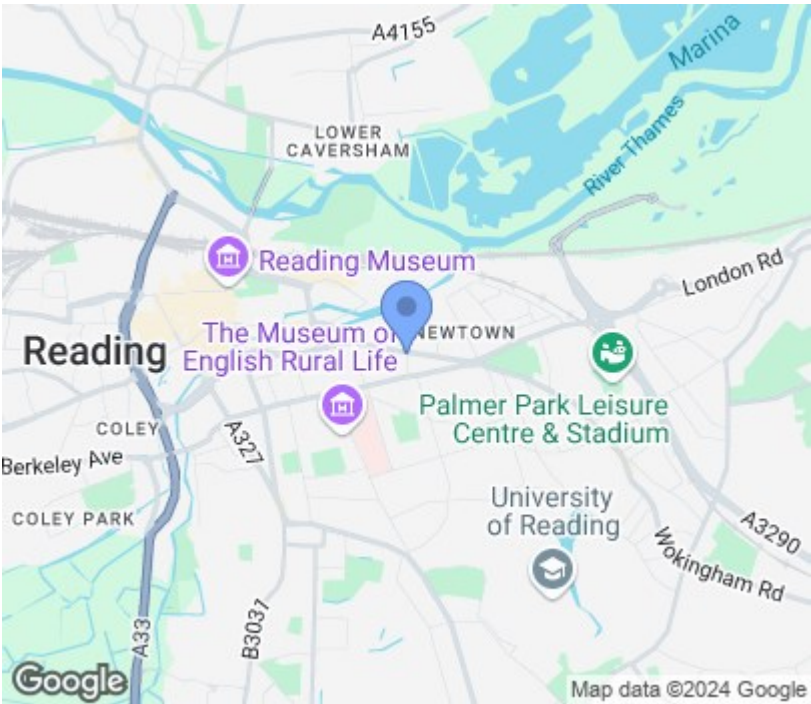 A4155
Marina
LOWER
CAVERSHAM
River Thames
Reading Museum
London Rd
The Museum of
English Rural Life
NEWTOWN
Reading
Palmer Park Leisure
Centre & Stadium
COLEY
A327
Berkeley Ave
University
of Reading
COLEY PARK
A3290
Wokingham Rd
B3031
A33
Google
Map data ©2024 Google